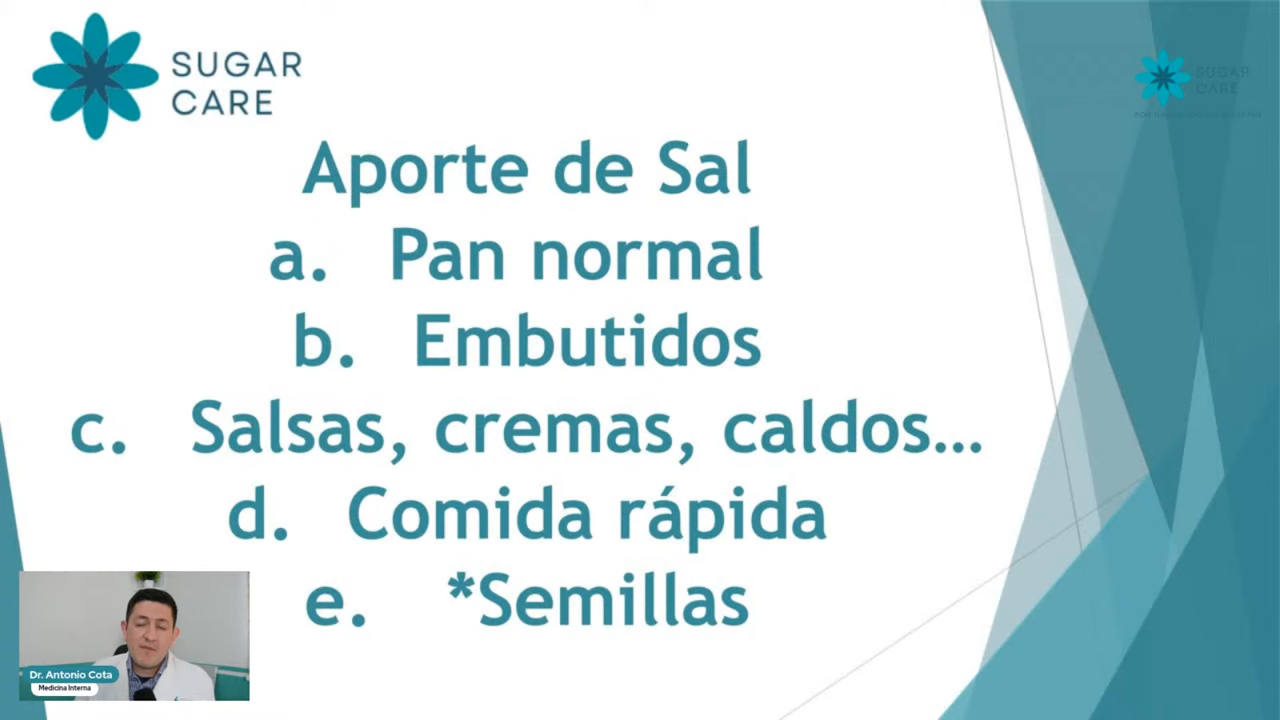 SUGAR
CARE
SUGAR
CARE
Aporte de Sal
a. Pan normal
b. Embutidos
c. Salsas, cremas, caldos...
d. Comida rápida
e. *Semillas
Dr. Antonio Cota
Medicina Interna